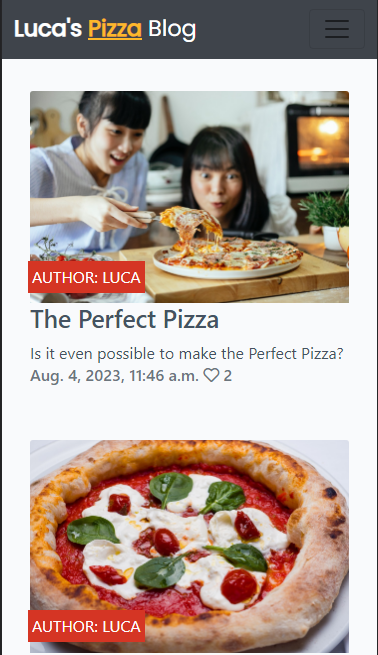 Luca's Pizza Blog
AUTHOR: LUCA
The Perfect Pizza
Is it even possible to make the Perfect Pizza?
Aug. 4, 2023, 11:46 a.m. 2
AUTHOR: LUCA